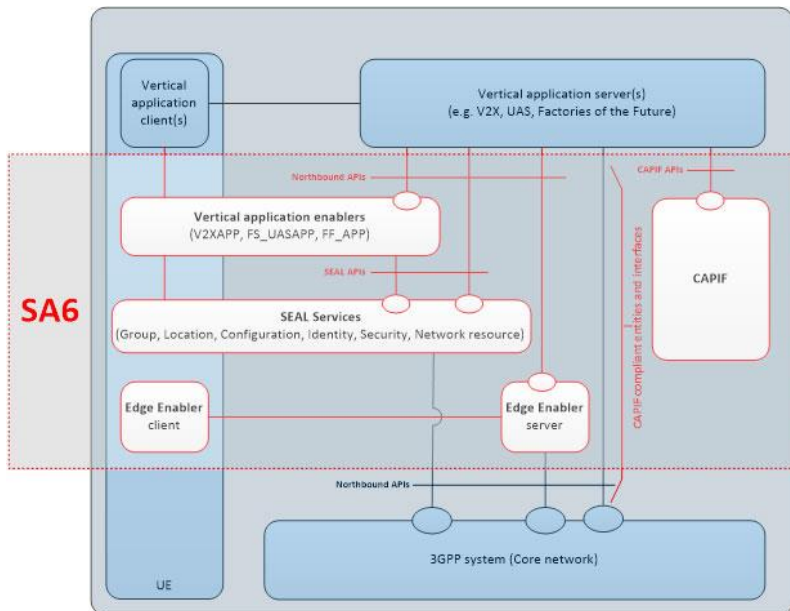 Vertical
application
client(s)
Vertical application server(s)
(e.g. V2X, UAS, Factories of the Future)
Northbound APIs
CAPIF APIs
Vertical application enablers
(V2XAPP, FS_UASAPP, FF_APP)
SEAL APIs
CAPIF
CAPIF compliant entities and interfaces
SA6
SEAL Services
(Group, Location, Configuration, Identity, Security, Network resource)
Edge Enabler
client
Edge Enabler
server
Northbound APIs
3GPP system (Core network)
UE